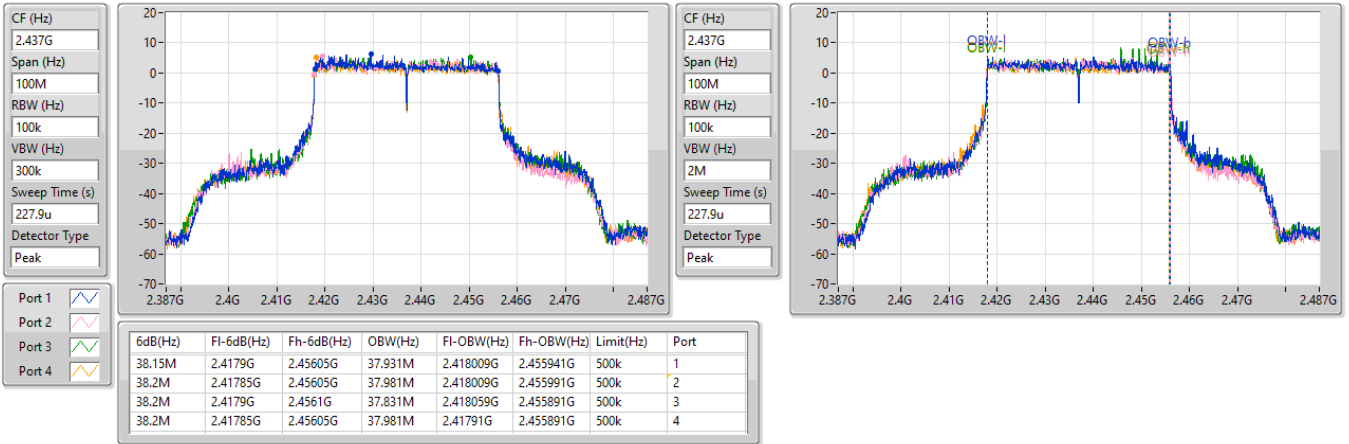 CF (Hz)
2.437G
Span (Hz)
100M
RBW (Hz)
100k
VBW (Hz)
300k
Sweep Time (s)
227.9u
Detector Type
Peak
20
10
0
-10
-20
-30
-40
-50
-60
-70
2.387G 2.4G 2.41G 2.42G 2.43G 2.44G 2.45G 2.46G 2.47G 2.487G
CF (Hz)
2.437G
Span (Hz)
100M
RBW (Hz)
100k
VBW (Hz)
2M
Sweep Time (s)
227.9u
Detector Type
Peak
20
10
0
-10
-20
-30
-40
-50
-60
-70
OBW-l OBW-h
2.387G 2.4G 2.41G 2.42G 2.43G 2.44G 2.45G 2.46G 2.47G 2.487G
Port 1
Port 2
Port 3
Port 4
6dB(Hz) Fl-6dB(Hz) Fh-6dB(Hz) OBW(Hz) Fl-OBW(Hz) Fh-OBW(Hz) Limit(Hz) Port
38.15M 2.4179G 2.45605G 37.931M 2.418009G 2.455941G 500k 1
38.2M 2.41785G 2.45605G 37.981M 2.418009G 2.455991G 500k 2
38.2M 2.4179G 2.4561G 37.831M 2.418059G 2.455891G 500k 3
38.2M 2.41785G 2.45605G 37.981M 2.41791G 2.455891G 500k 4